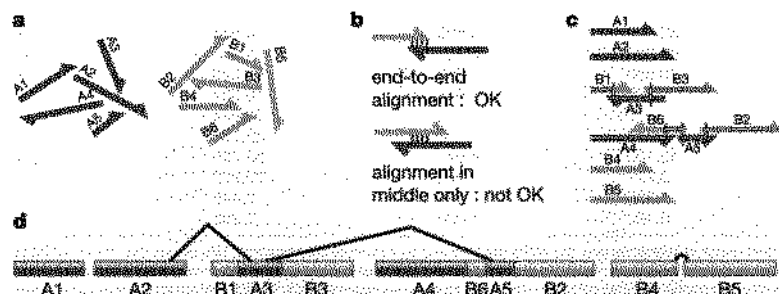 a
b
c
A1
A2
A3
A4
A5
B1
B2
B3
B4
B5
B6
end-to-end
alignment : OK
alignment in
middle only : not OK
A1
A2
B1
B3
A3
B6
B2
A4
A5
B4
B5
d
A1 A2 B1 A3 B3 A4 B6 A5 B2 B4 B5